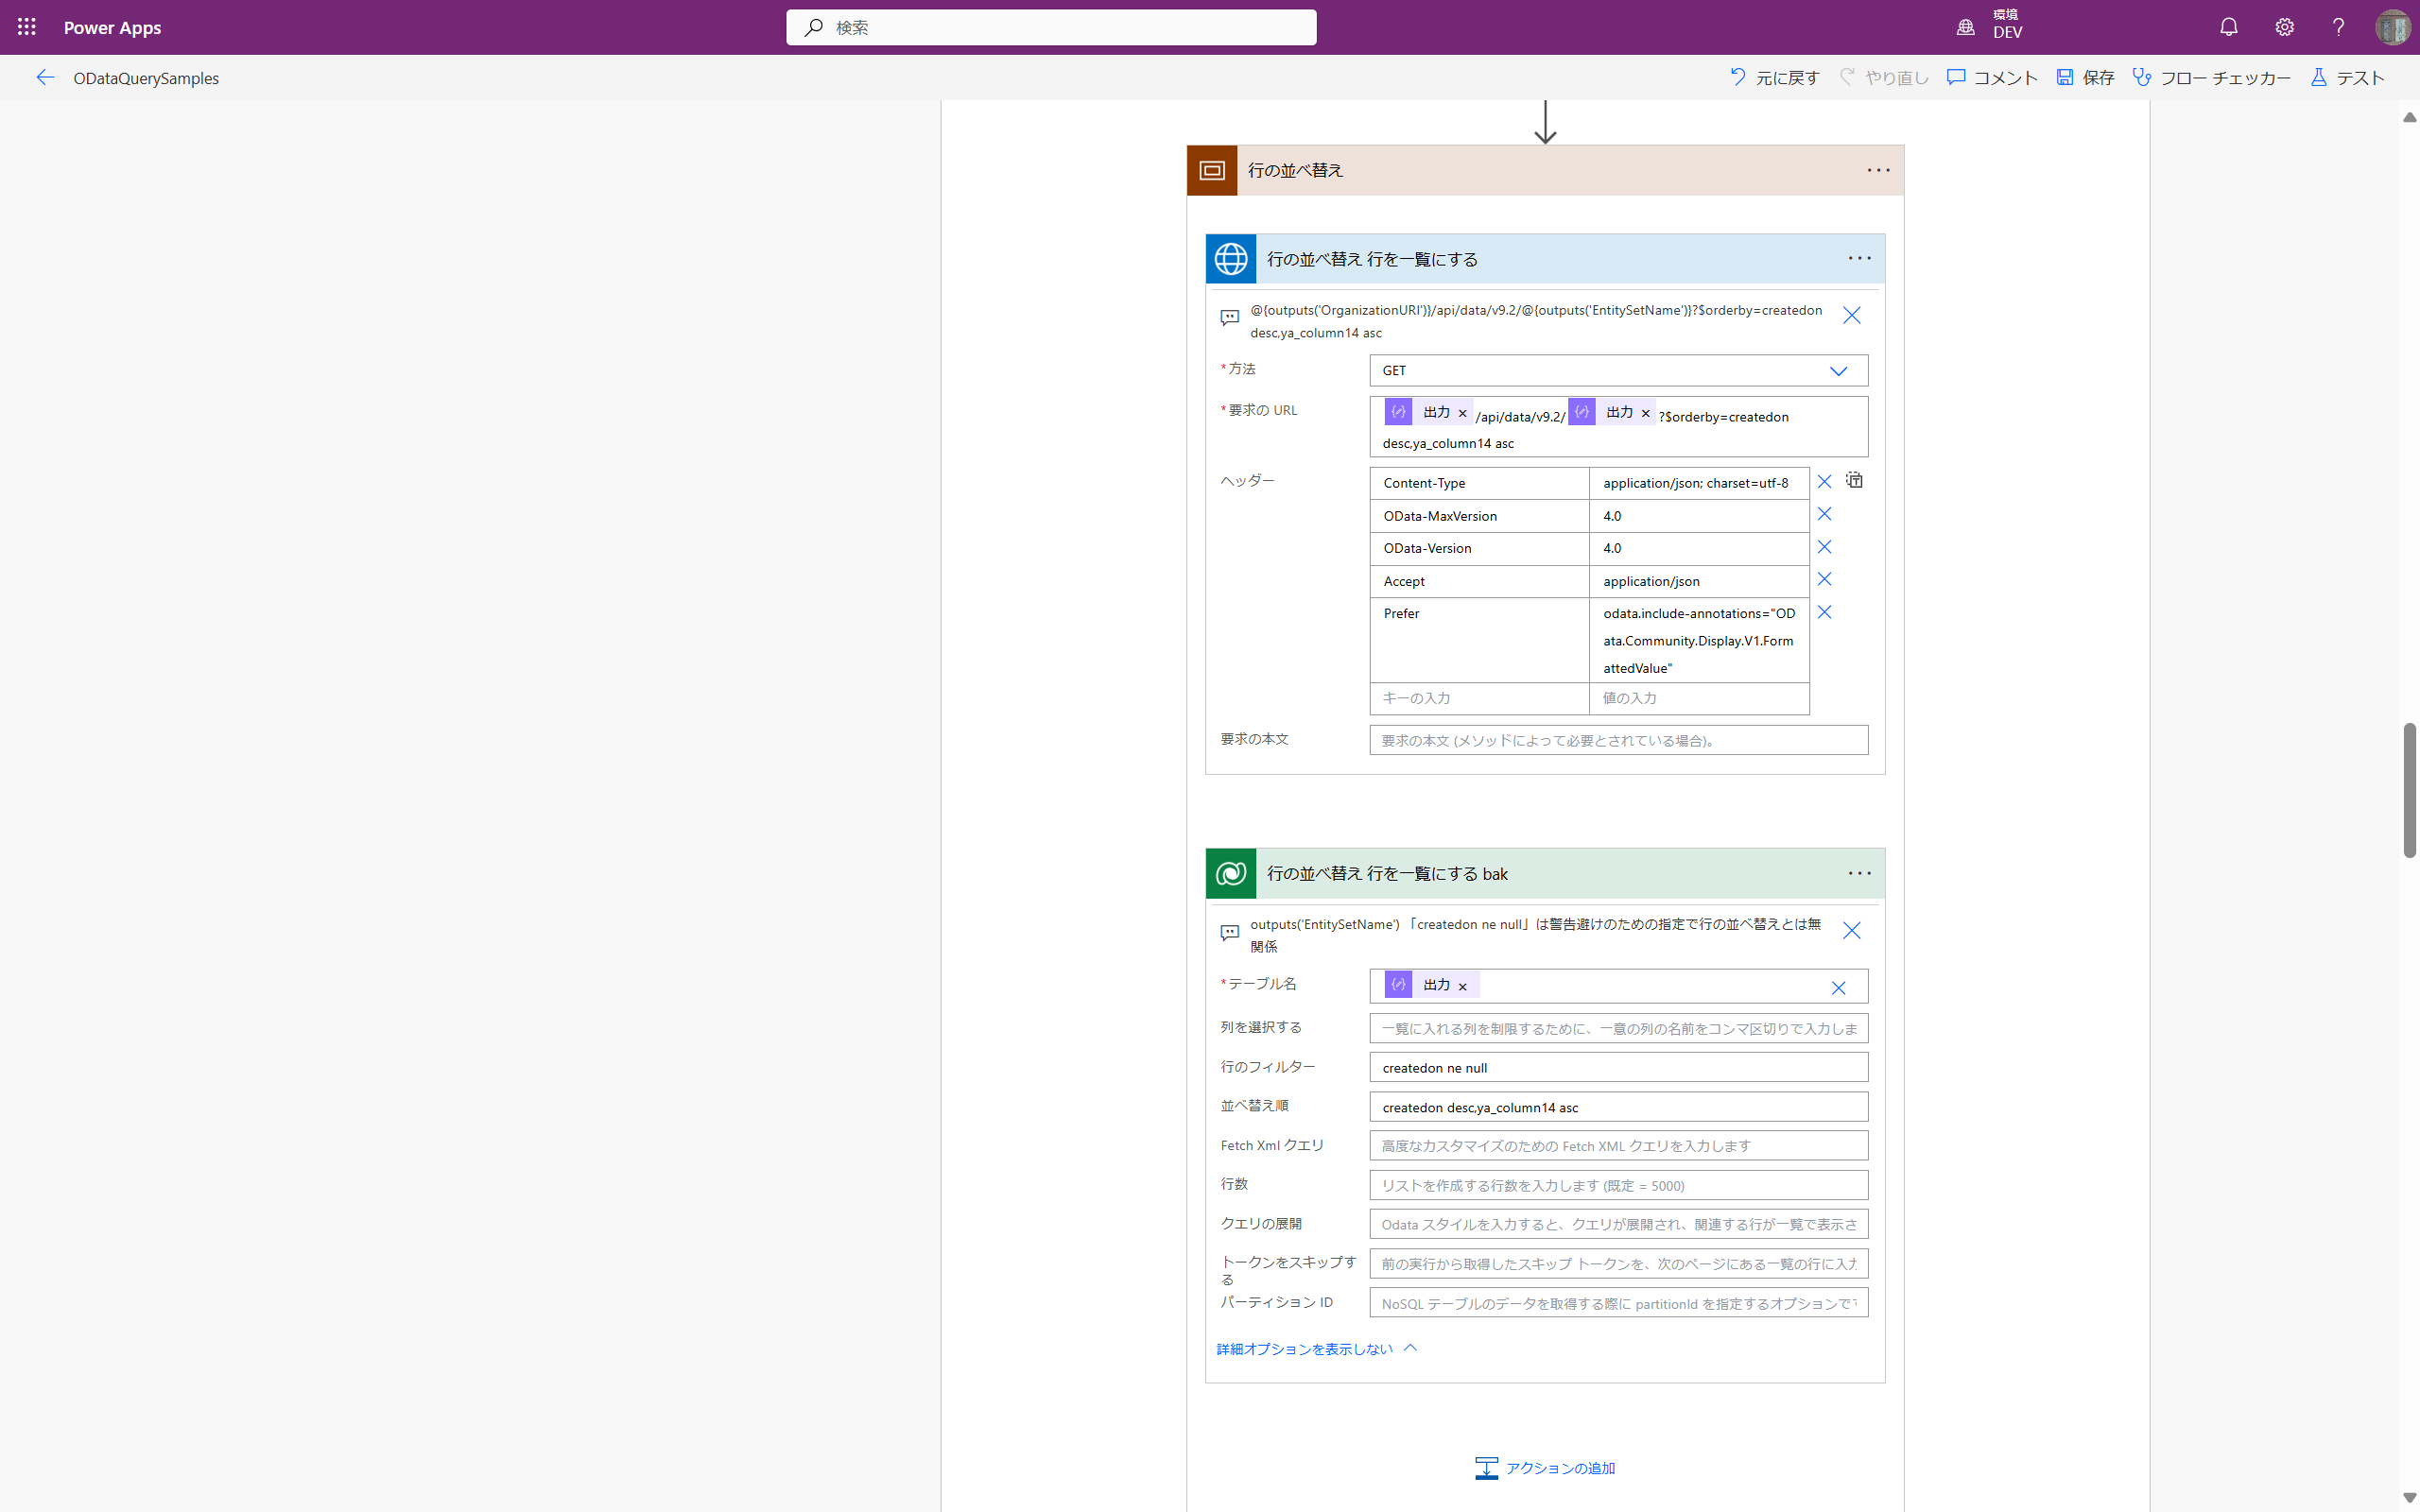 Power Apps
検索
環境
DEV
ODataQuerySamples
元に戻す
やり直し
コメント
保存
フロー チェッカー
テスト
行の並べ替え
行の並べ替え 行を一覧にする
@{outputs('OrganizationURI')}/api/data/v9.2/@{outputs('EntitySetName')}?$orderby=createdon
desc,ya_column14 asc
*方法
GET
*要求の URL
出力 × /api/data/v9.2/ 出力 × ?$orderby=createdon
desc,ya_column14 asc
ヘッダー
Content-Type
application/json; charset=utf-8
OData-MaxVersion
4.0
OData-Version
4.0
Accept
application/json
Prefer
odata.include-annotations="OD
ata.Community.Display.V1.Form
attedValue"
キーの入力
値の入力
要求の本文
要求の本文 (メソッドによって必要とされている場合)。
行の並べ替え 行を一覧にする bak
outputs('EntitySetName') 「createdon ne null」は警告避けのための指定で行の並べ替えとは無
関係
*テーブル名
出力 ×
列を選択する
一覧に入れる列を制限するために、一意の列の名前をコンマ区切りで入力しま
行のフィルター
createdon ne null
並べ替え順
createdon desc,ya_column14 asc
Fetch Xml クエリ
高度なカスタマイズのための Fetch XML クエリを入力します
行数
リストを作成する行数を入力します (既定 = 5000)
クエリの展開
Odata スタイルを入力すると、クエリが展開され、関連する行が一覧で表示さ
トークンをスキップす
る
前の実行から取得したスキップ トークンを、次のページにある一覧の行に入力
パーティション ID
NoSQL テーブルのデータを取得する際に partitionId を指定するオプションで
詳細オプションを表示しない
アクションの追加